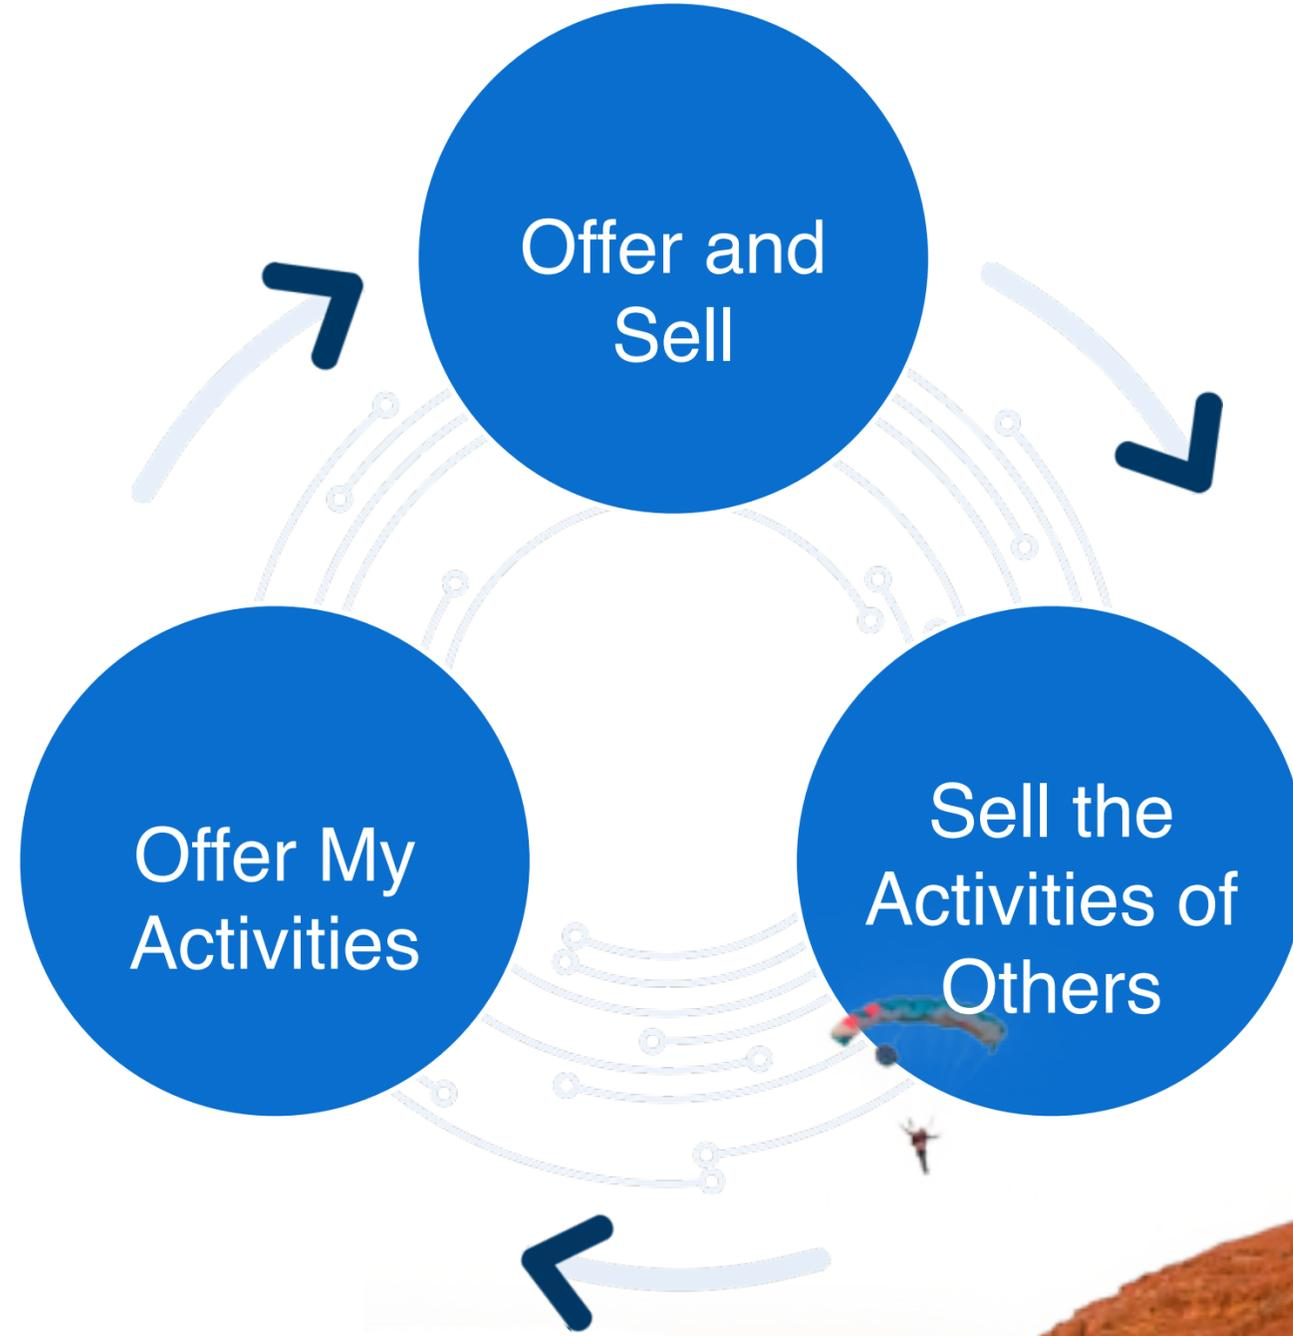 Offer and
Sell
Offer My
Activities
Sell the
Activities of
Others